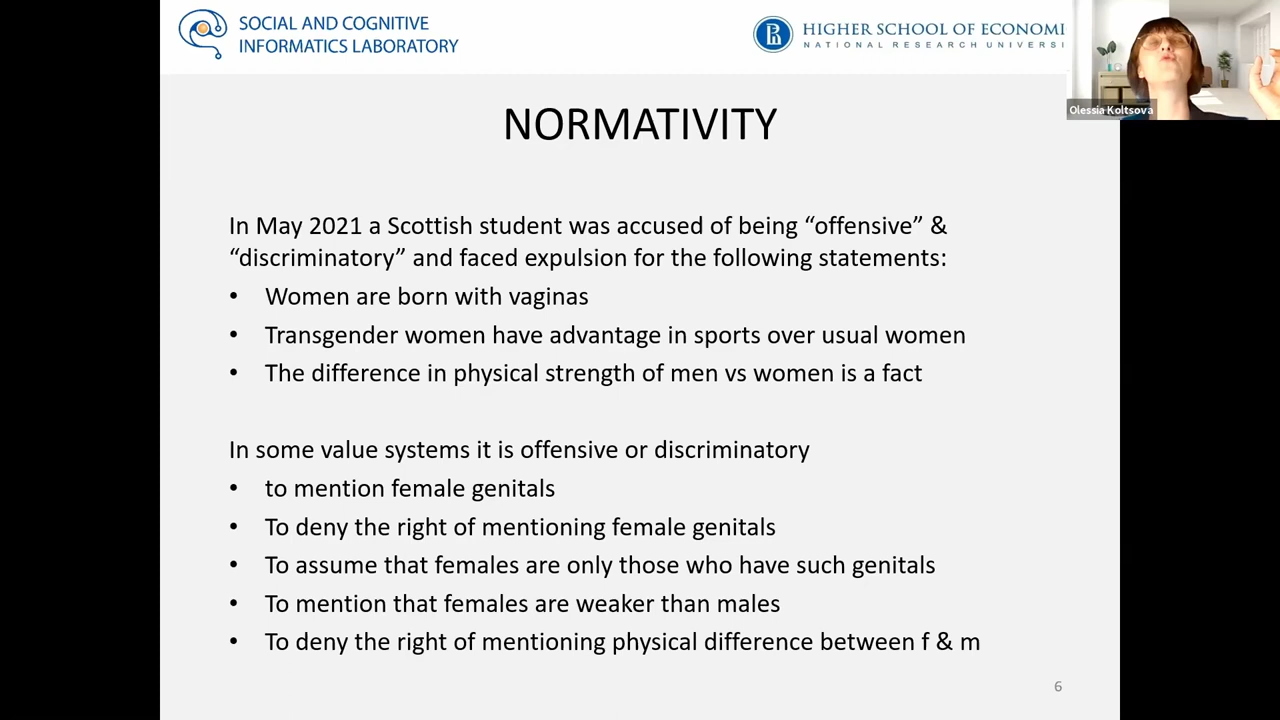 SOCIAL AND COGNITIVE
INFORMATICS LABORATORY
HIGHER SCHOOL OF ECONOMI
NATIONAL RESEARCH UNIVERSI
Olessia Koltsova
NORMATIVITY
In May 2021 a Scottish student was accused of being “offensive” &
“discriminatory” and faced expulsion for the following statements:
• Women are born with vaginas
• Transgender women have advantage in sports over usual women
• The difference in physical strength of men vs women is a fact
In some value systems it is offensive or discriminatory
• to mention female genitals
• To deny the right of mentioning female genitals
• To assume that females are only those who have such genitals
• To mention that females are weaker than males
• To deny the right of mentioning physical difference between f & m
6